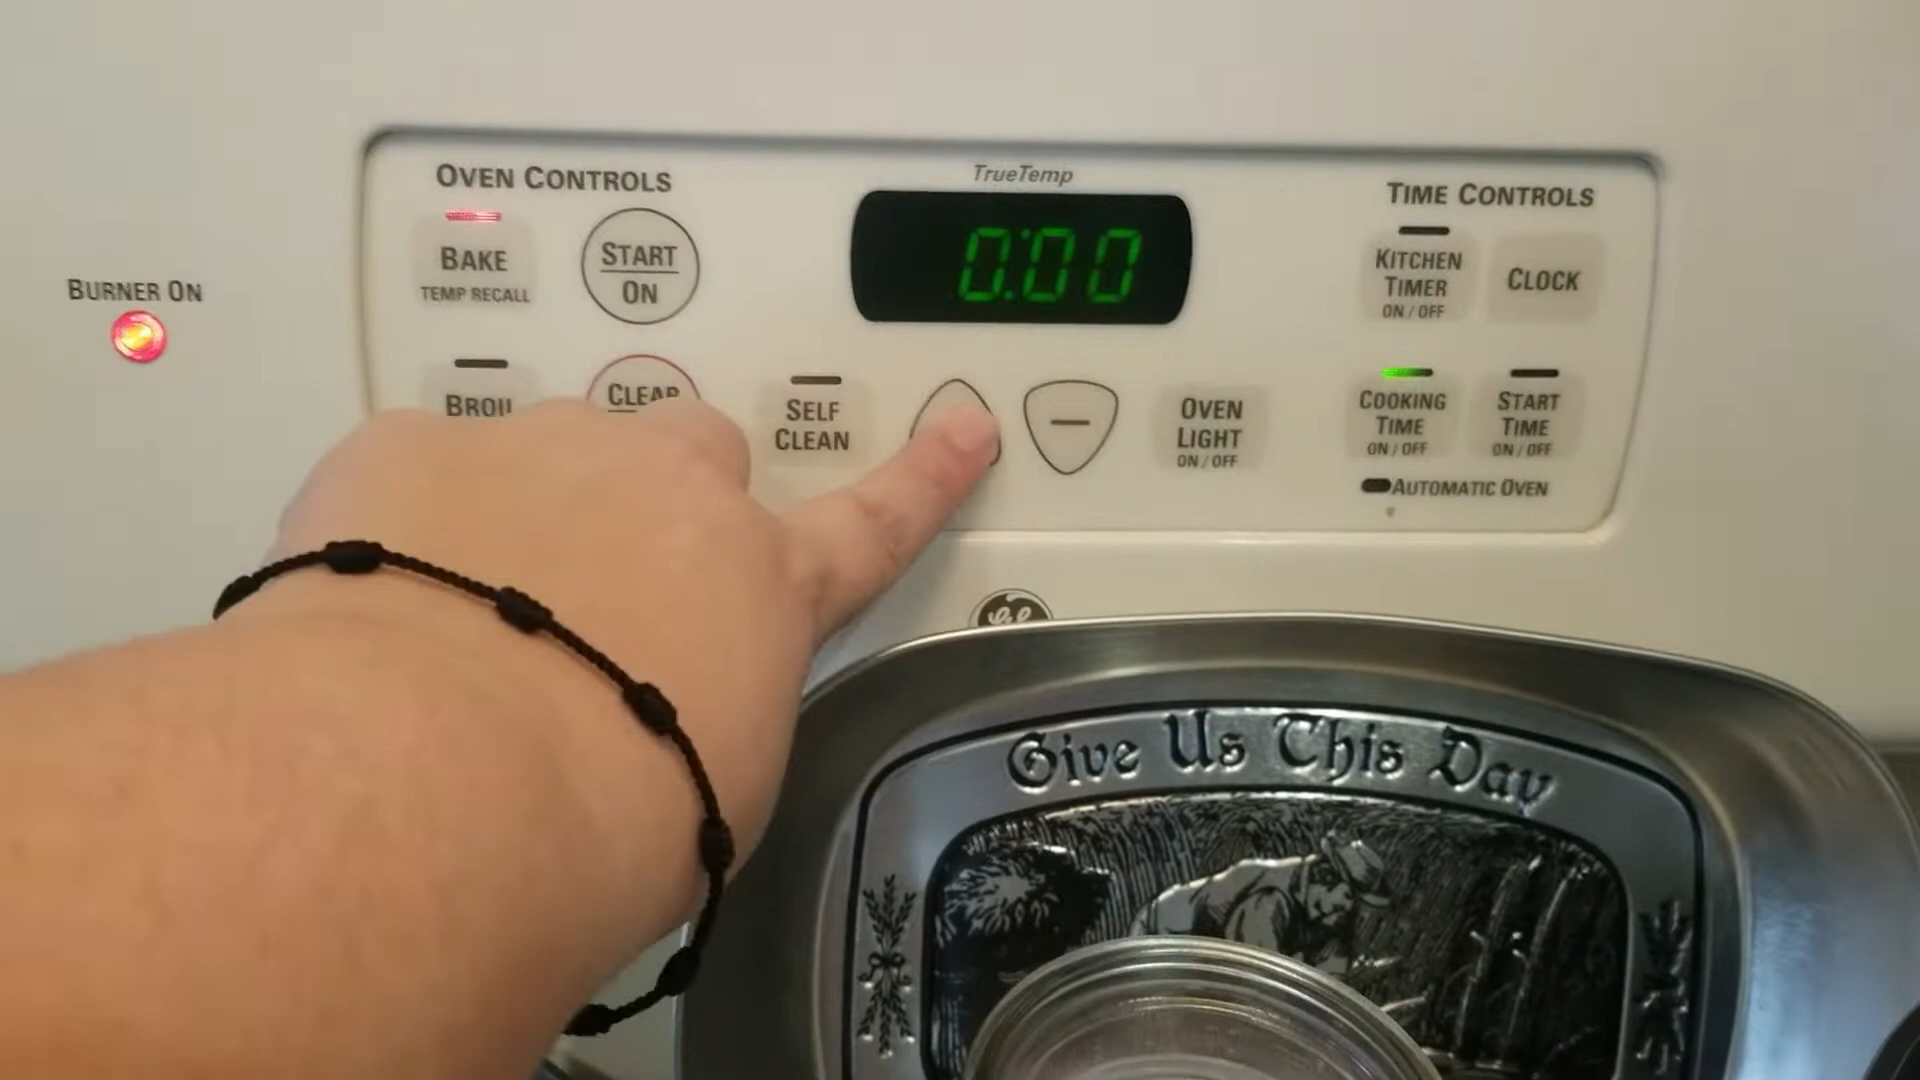 OVEN CONTROLS
TrueTemp
TIME CONTROLS
BAKE
TEMP RECALL
START
ON
0:00
KITCHEN
TIMER
ON / OFF
CLOCK
BURNER ON
CLEAR
SELF
CLEAN
OVEN
LIGHT
ON / OFF
COOKING
TIME
ON / OFF
START
TIME
ON / OFF
AUTOMATIC OVEN
Give Us This Day